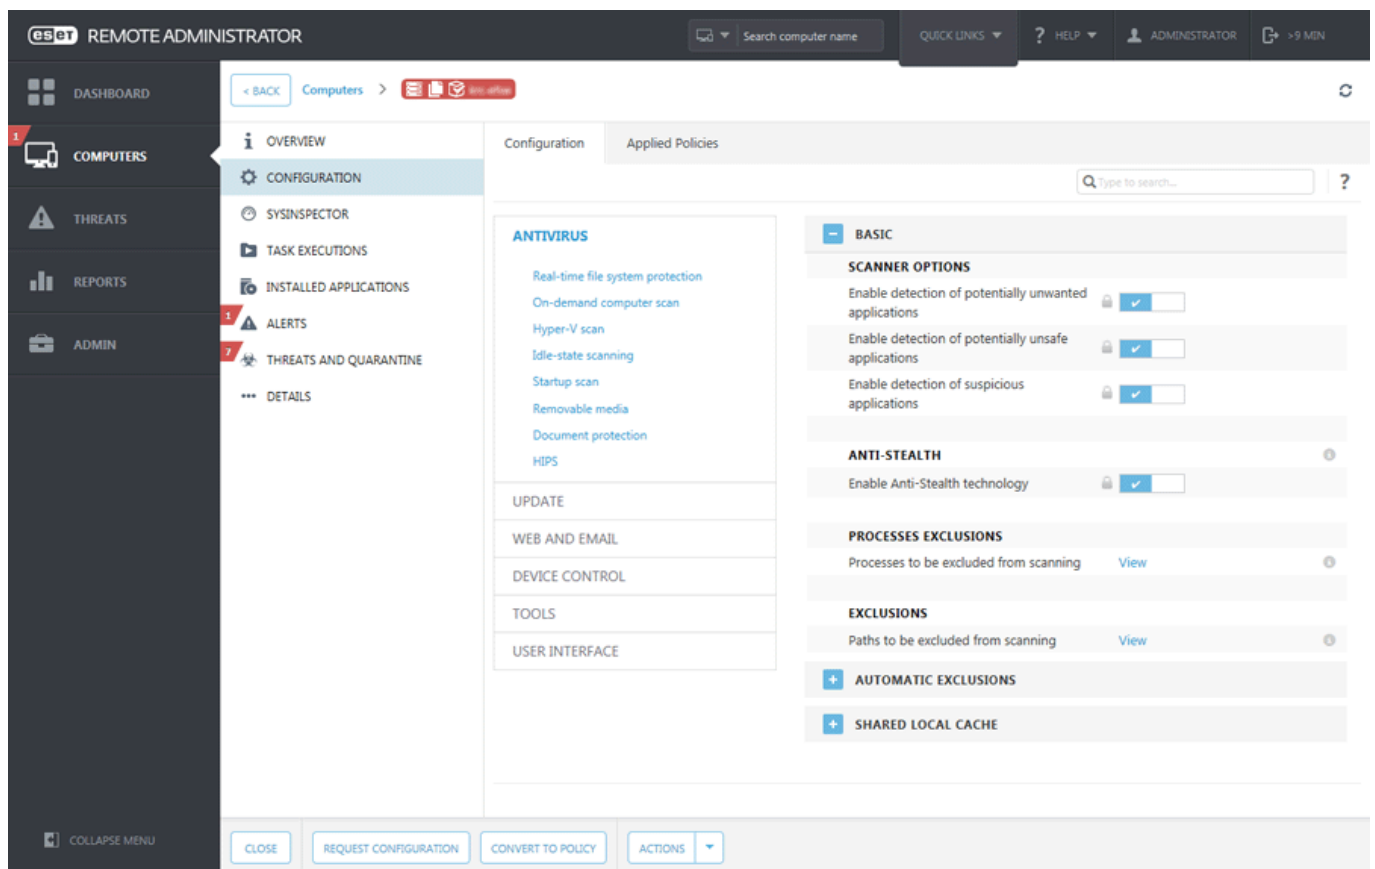 eset REMOTE ADMINISTRATOR
Search computer name
QUICK LINKS
? HELP
ADMINISTRATOR
>9 MIN
DASHBOARD
1
COMPUTERS
THREATS
REPORTS
ADMIN
COLLAPSE MENU
< BACK
Computers >
OVERVIEW
CONFIGURATION
SYSINSPECTOR
TASK EXECUTIONS
INSTALLED APPLICATIONS
1
ALERTS
7
THREATS AND QUARANTINE
DETAILS
Configuration
Applied Policies
Type to search...
?
ANTIVIRUS
Real-time file system protection
On-demand computer scan
Hyper-V scan
Idle-state scanning
Startup scan
Removable media
Document protection
HIPS
UPDATE
WEB AND EMAIL
DEVICE CONTROL
TOOLS
USER INTERFACE
BASIC
SCANNER OPTIONS
Enable detection of potentially unwanted
applications
Enable detection of potentially unsafe
applications
Enable detection of suspicious
applications
ANTI-STEALTH
Enable Anti-Stealth technology
PROCESSES EXCLUSIONS
Processes to be excluded from scanning
View
EXCLUSIONS
Paths to be excluded from scanning
View
AUTOMATIC EXCLUSIONS
SHARED LOCAL CACHE
CLOSE
REQUEST CONFIGURATION
CONVERT TO POLICY
ACTIONS